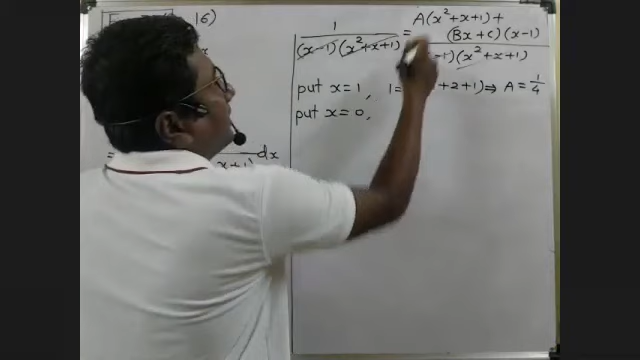 16)
1 / (x-1)(x²+x+1) = A(x²+x+1) + (Bx+c)(x-1) / -1)(x²+x+1)
put x=1, 1= +2+1) ⇒ A = 1/4
put x=0,
= x+1) dx